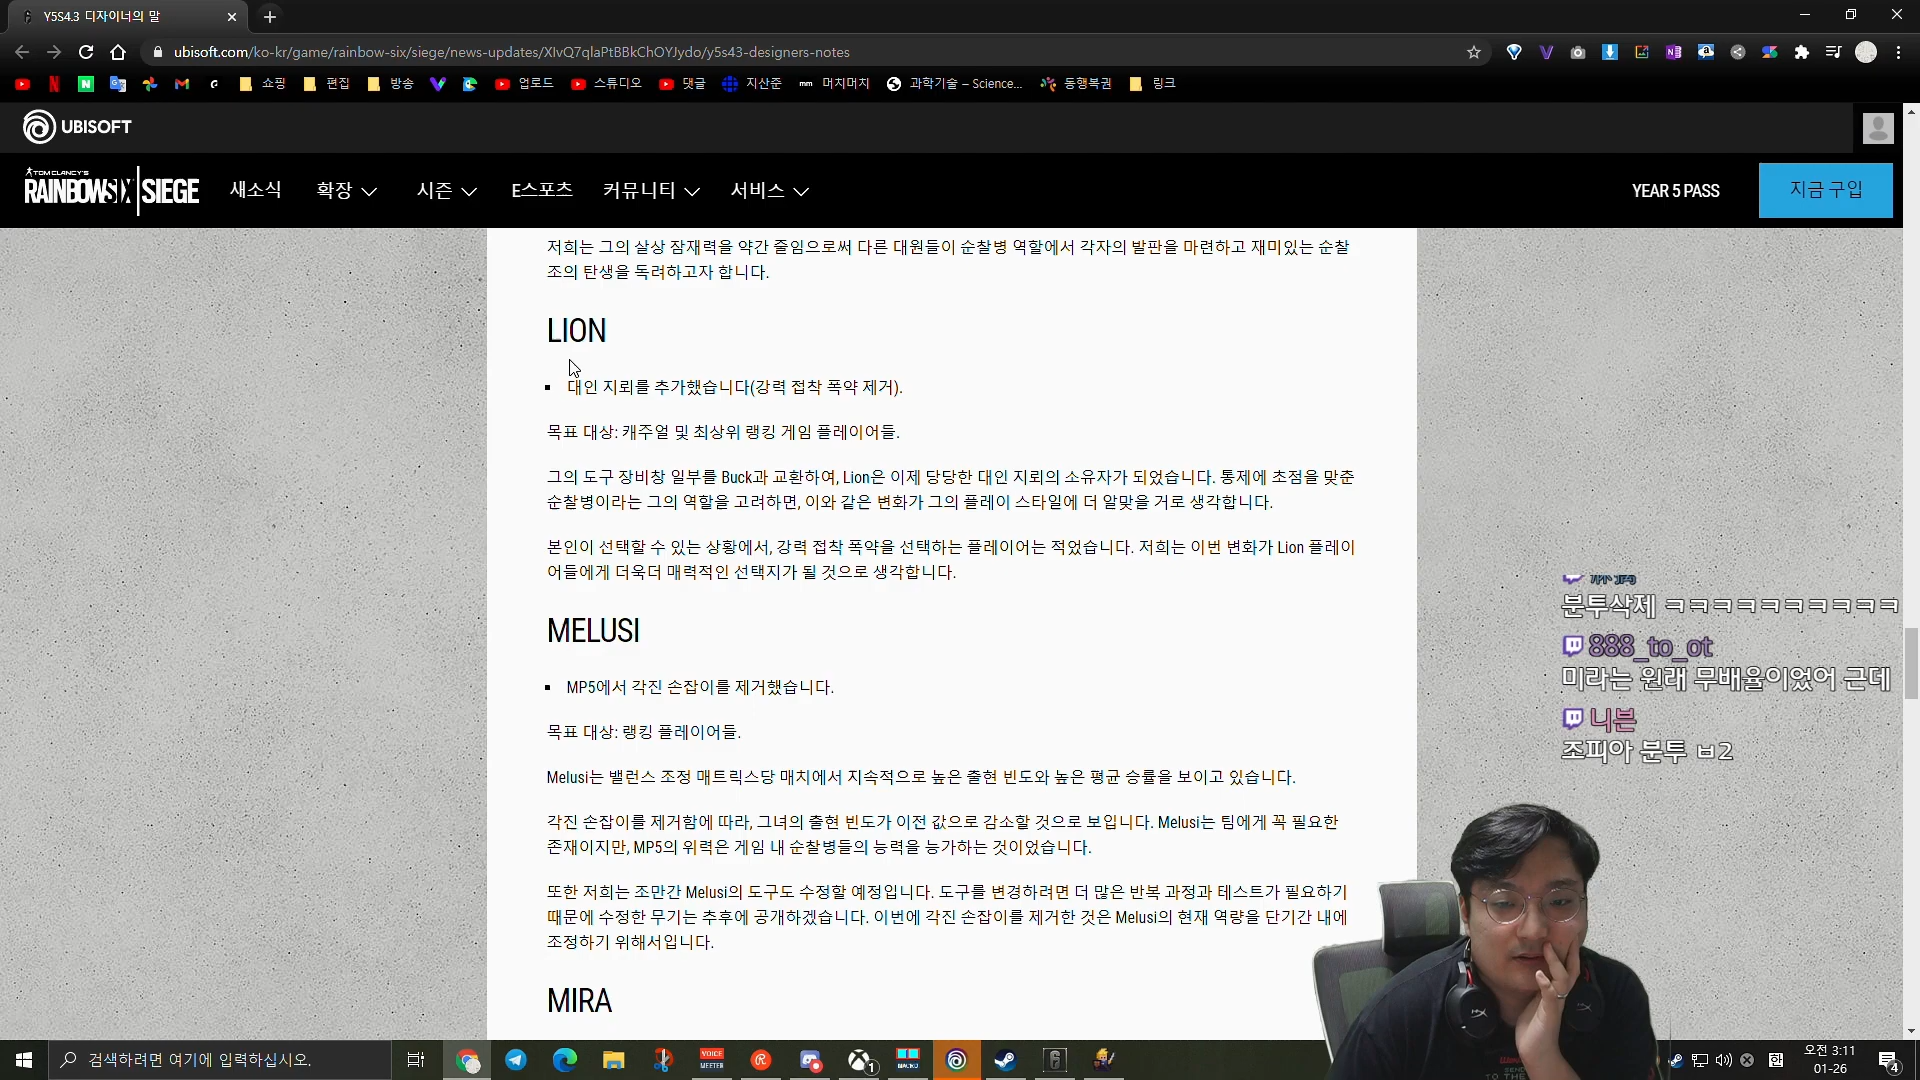 Y5S4.3 디자이너의 말
ubisoft.com/ko-kr/game/rainbow-six/siege/news-updates/XIvQ7qlaPtBBkChOYJydo/y5s43-designers-notes
쇼핑 편집 방송 업로드 스튜디오 댓글 지산준 머치머치 과학기술 – Science... 동행복권 링크
UBISOFT
TOM CLANCY'S
RAINBOW SIX SIEGE 새소식 확장 시즌 E스포츠 커뮤니티 서비스 YEAR 5 PASS 지금 구입
저희는 그의 살상 잠재력을 약간 줄임으로써 다른 대원들이 순찰병 역할에서 각자의 발판을 마련하고 재미있는 순찰
조의 탄생을 독려하고자 합니다.
LION
대인 지뢰를 추가했습니다(강력 접착 폭약 제거).
목표 대상: 캐주얼 및 최상위 랭킹 게임 플레이어들.
그의 도구 장비창 일부를 Buck과 교환하여, Lion은 이제 당당한 대인 지뢰의 소유자가 되었습니다. 통제에 초점을 맞춘
순찰병이라는 그의 역할을 고려하면, 이와 같은 변화가 그의 플레이 스타일에 더 알맞을 거로 생각합니다.
본인이 선택할 수 있는 상황에서, 강력 접착 폭약을 선택하는 플레이어는 적었습니다. 저희는 이번 변화가 Lion 플레이
어들에게 더욱더 매력적인 선택지가 될 것으로 생각합니다.
MELUSI
MP5에서 각진 손잡이를 제거했습니다.
목표 대상: 랭킹 플레이어들.
Melusi는 밸런스 조정 매트릭스당 매치에서 지속적으로 높은 출현 빈도와 높은 평균 승률을 보이고 있습니다.
각진 손잡이를 제거함에 따라, 그녀의 출현 빈도가 이전 값으로 감소할 것으로 보입니다. Melusi는 팀에게 꼭 필요한
존재이지만, MP5의 위력은 게임 내 순찰병들의 능력을 능가하는 것이었습니다.
또한 저희는 조만간 Melusi의 도구도 수정할 예정입니다. 도구를 변경하려면 더 많은 반복 과정과 테스트가 필요하기
때문에 수정한 무기는 추후에 공개하겠습니다. 이번에 각진 손잡이를 제거한 것은 Melusi의 현재 역량을 단기간 내에
조정하기 위해서입니다.
MIRA
분투삭제 ㅋㅋㅋㅋㅋㅋㅋㅋㅋㅋ
888_to_ot
미라는 원래 무배율이었어 근데
니븐
조피아 분투 ㅂ2
검색하려면 여기에 입력하십시오.
VOICE
MEETER
오전 3:11
01-26
4